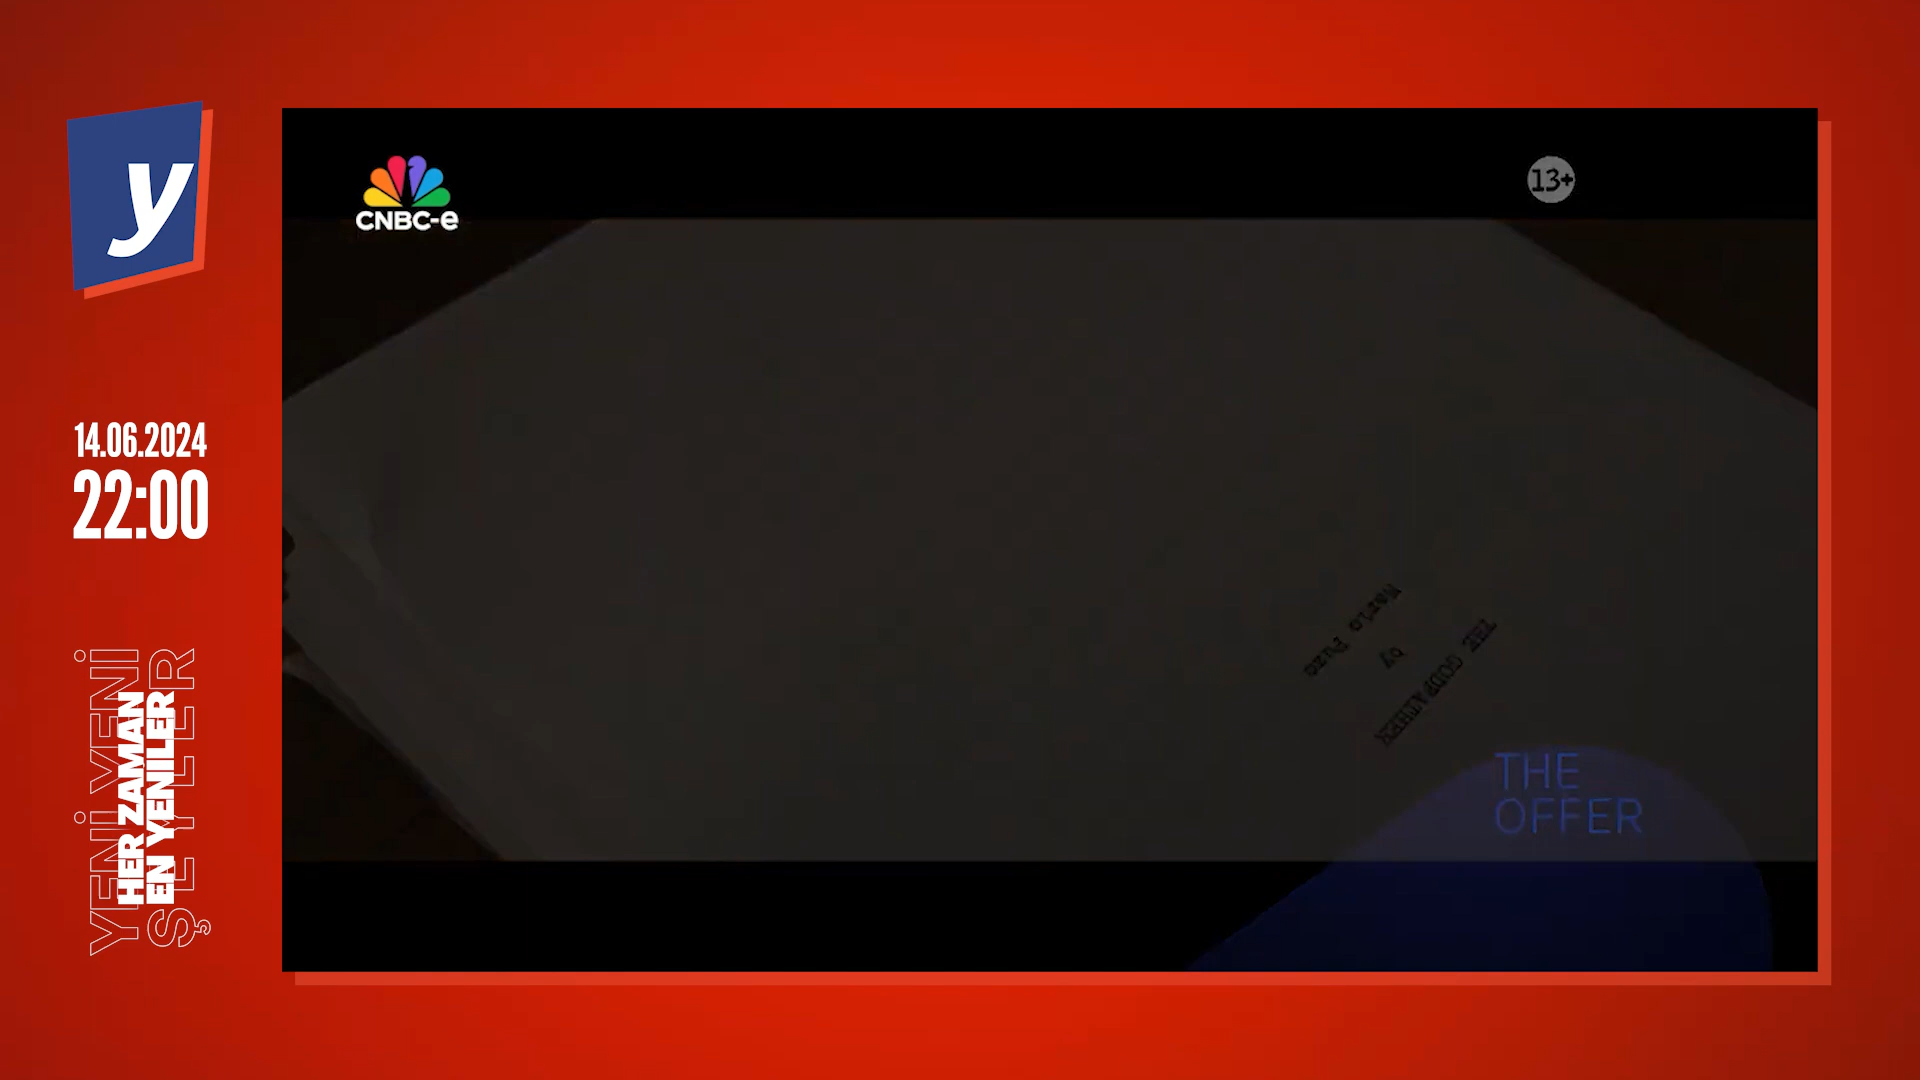 y
14.06.2024
22:00
YENİ YENİ
ŞEYLER
HER ZAMAN
EN YENİLER
CNBC-e
13+
THE GODFATHER
by
Mario Puzo
THE
OFFER